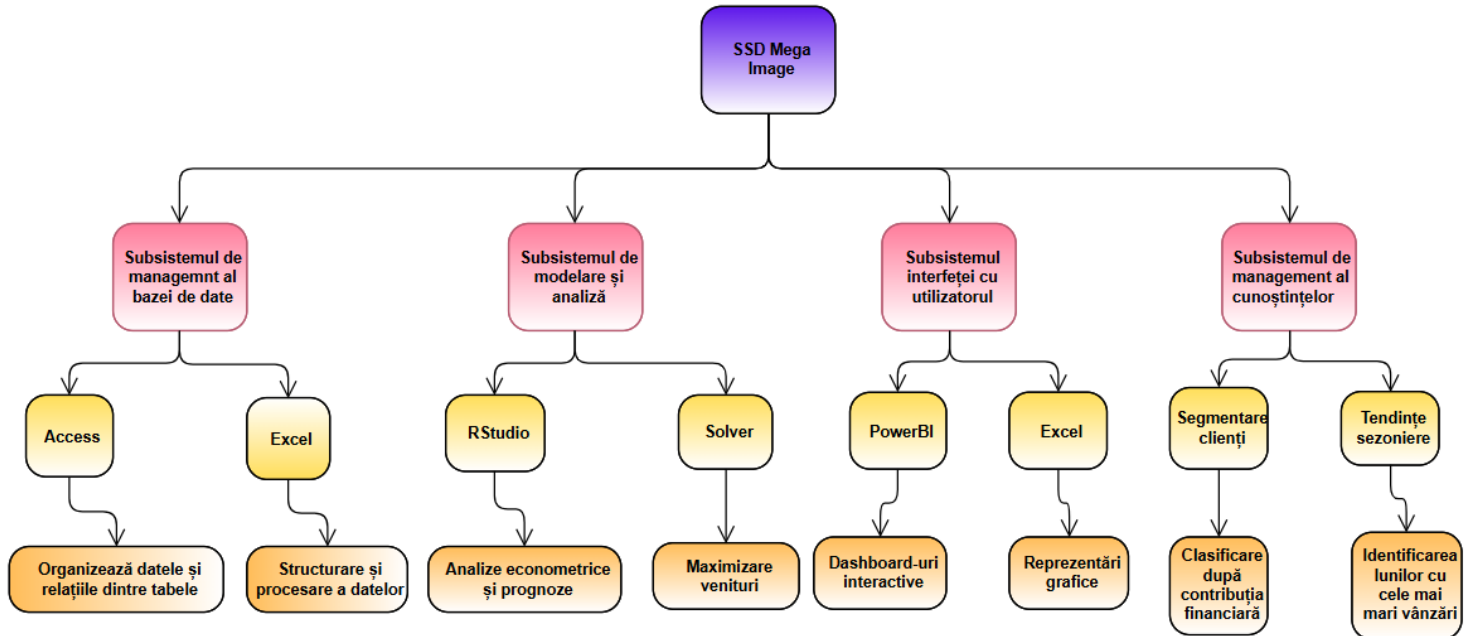 SSD Mega
Image
Subsistemul de
managemnt al
bazei de date
Subsistemul de
modelare și
analiză
Subsistemul
interfeței cu
utilizatorul
Subsistemul de
management al
cunoștințelor
Access
Excel
RStudio
Solver
PowerBI
Excel
Segmentare
clienți
Tendințe
sezoniere
Organizează datele și
relațiile dintre tabele
Structurare și
procesare a datelor
Analize econometrice
și prognoze
Maximizare
venituri
Dashboard-uri
interactive
Reprezentări
grafice
Clasificare
după
contribuția
financiară
Identificarea
lunilor cu
cele mai
mari vânzări